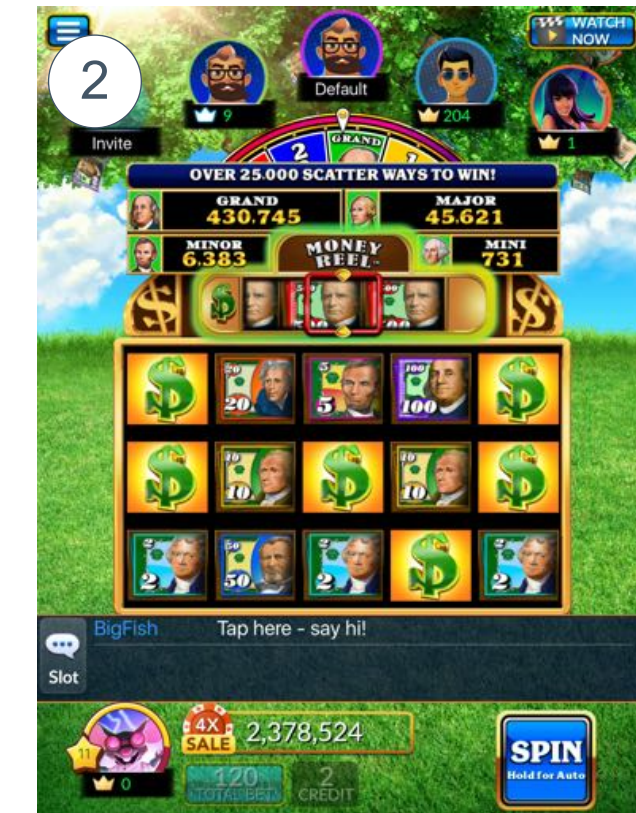 2
WATCH
NOW
Default
9
204
1
Invite
2
GRAND
1
OVER 25.000 SCATTER WAYS TO WIN!
GRAND
430.745
MAJOR
45.621
MINOR
6,383
MONEY
REEL
MINI
731
20
20
5
5
100
100
10
10
10
10
2
2
50
50
2
2
2
2
BigFish Tap here - say hi!
Slot
11
0
4X
SALE
2,378,524
120
TOTAL BET
2
CREDIT
SPIN
Hold for Auto